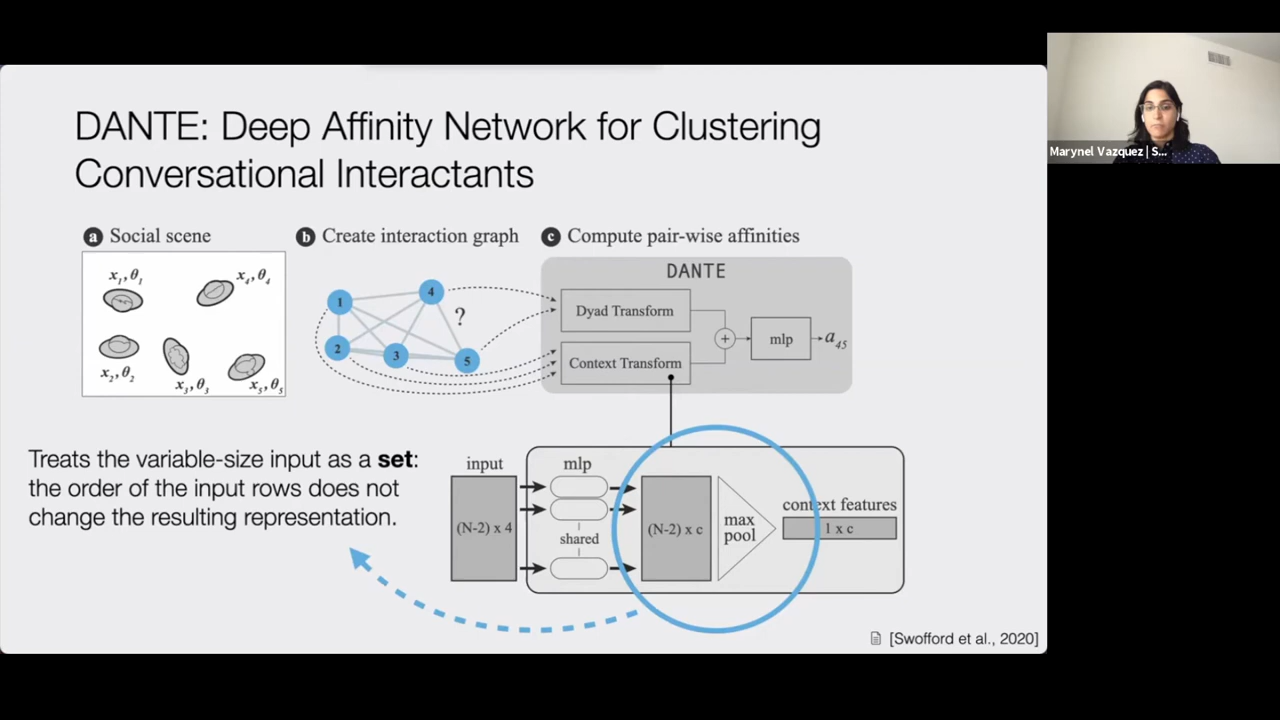 DANTE: Deep Affinity Network for Clustering
Conversational Interactants
Marynel Vazquez | S...
a Social scene
b Create interaction graph
c Compute pair-wise affinities
x₁,θ₁
x₄,θ₄
x₂,θ₂
x₃,θ₃
x₅,θ₅
1
4
?
2
3
5
DANTE
Dyad Transform
Context Transform
+
mlp
a₄₅
Treats the variable-size input as a set:
the order of the input rows does not
change the resulting representation.
input
(N-2) x 4
mlp
shared
(N-2) x c
max
pool
context features
1 x c
[Swofford et al., 2020]